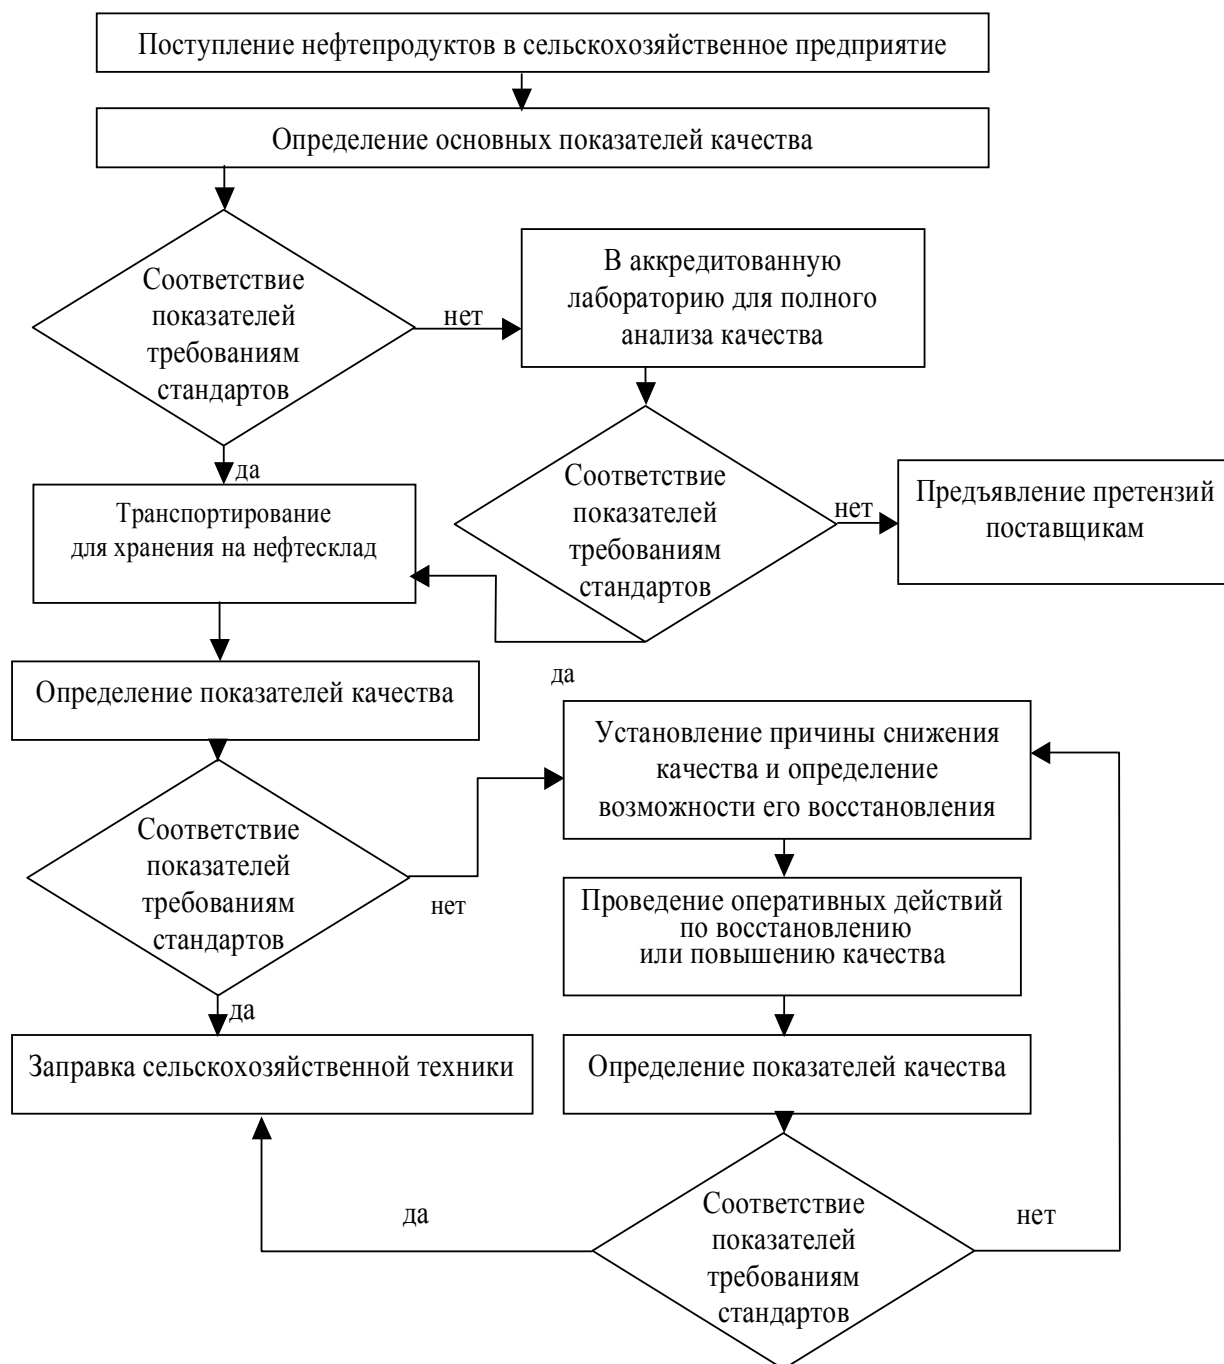 Поступление нефтепродуктов в сельскохозяйственное предприятие
Определение основных показателей качества
Соответствие
показателей
требованиям
стандартов
нет
В аккредитованную
лабораторию для полного
анализа качества
да
Транспортирование
для хранения на нефтесклад
Соответствие
показателей
требованиям
стандартов
нет
Предъявление претензий
поставщикам
да
Определение показателей качества
Соответствие
показателей
требованиям
стандартов
нет
Установление причины снижения
качества и определение
возможности его восстановления
Проведение оперативных действий
по восстановлению
или повышению качества
да
Заправка сельскохозяйственной техники
Определение показателей качества
да
Соответствие
показателей
требованиям
стандартов
нет